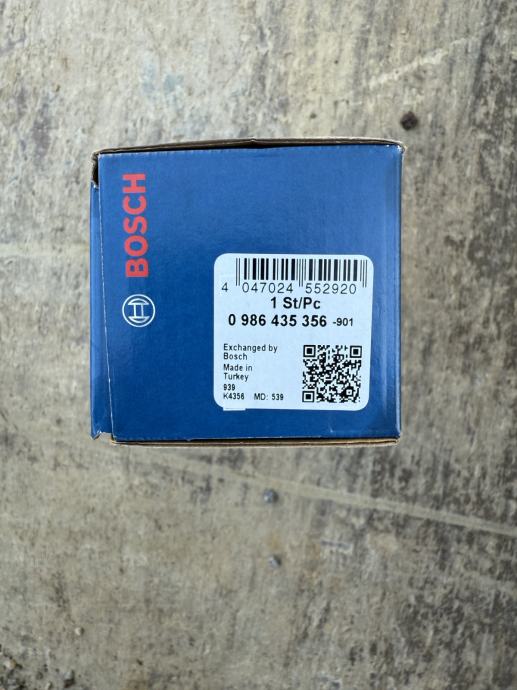 BOSCH
4 047024 552920
1 St/Pc
0 986 435 356 -901
Exchanged by
Bosch
Made in
Turkey
939
K4356 MD: 539